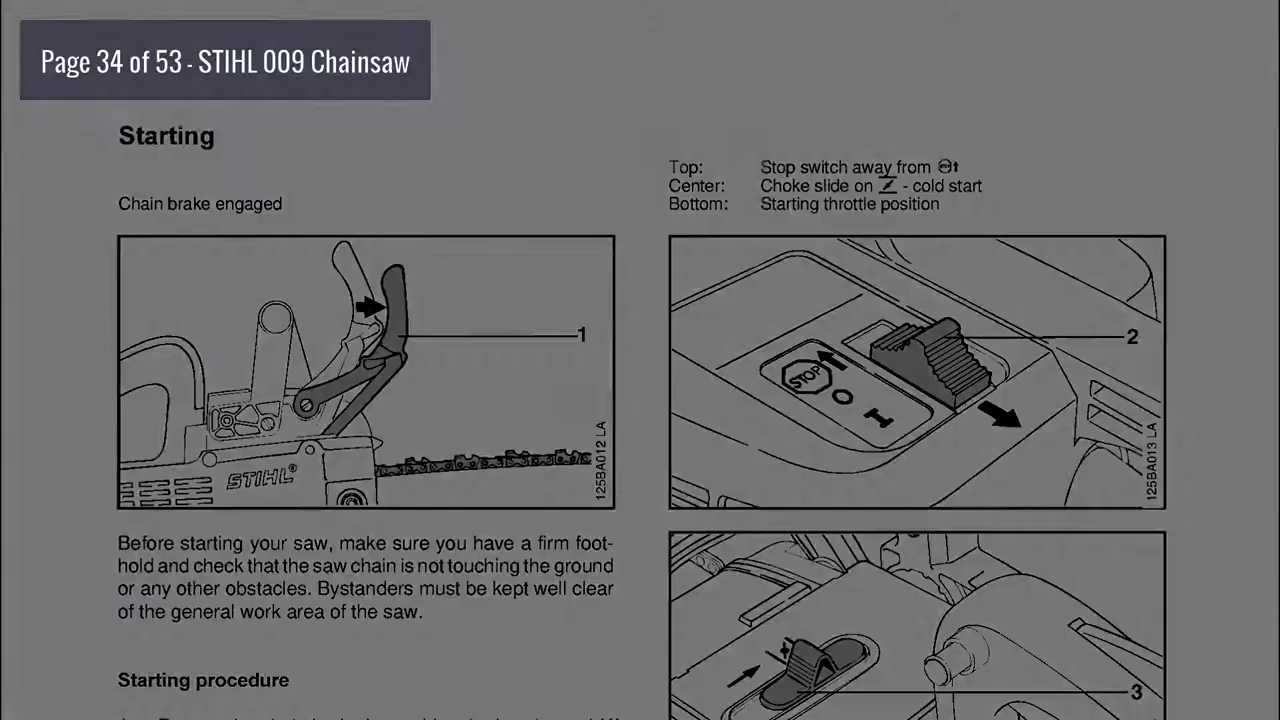 Page 34 of 53 - STIHL 009 Chainsaw
Starting
Chain brake engaged
1
STIHL®
125BA012 LA
Before starting your saw, make sure you have a firm foot-
hold and check that the saw chain is not touching the ground
or any other obstacles. Bystanders must be kept well clear
of the general work area of the saw.
Starting procedure
Top: Stop switch away from
Center: Choke slide on - cold start
Bottom: Starting throttle position
2
STOP
O
I
125BA013 LA
3